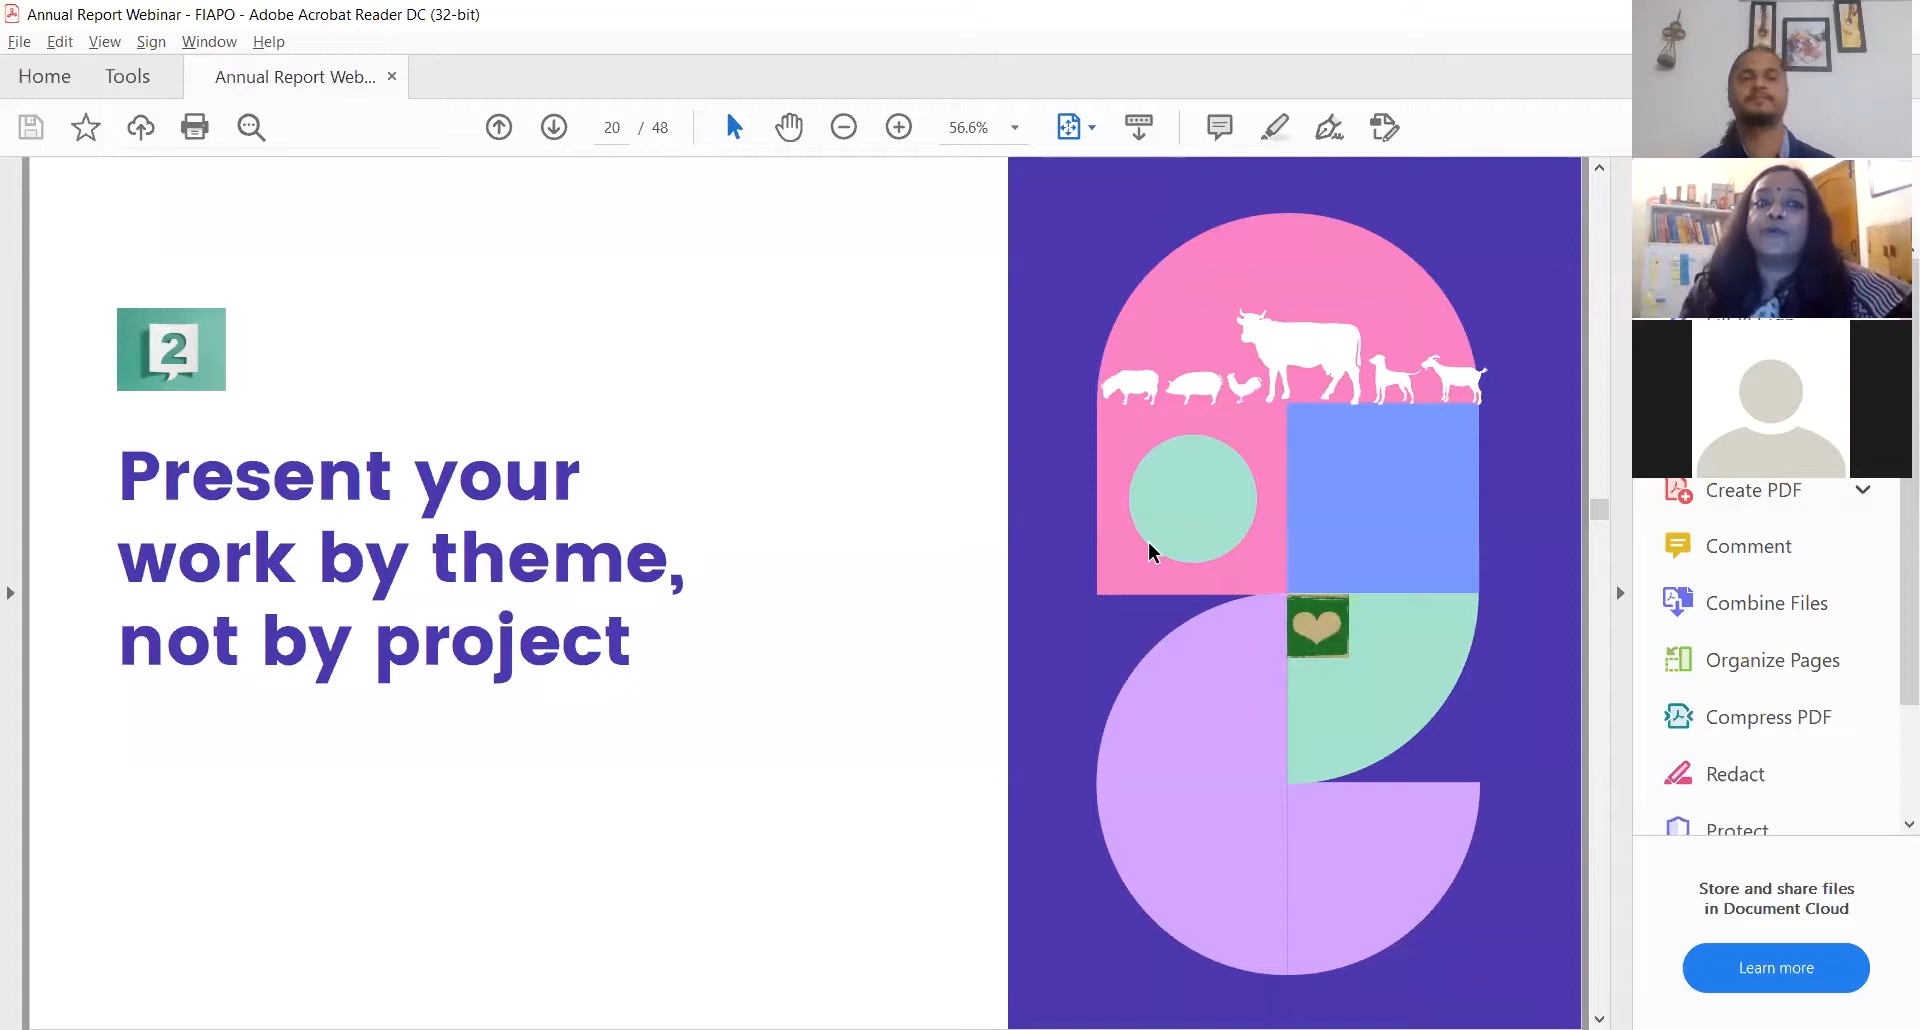 Annual Report Webinar - FIAPO - Adobe Acrobat Reader DC (32-bit)
File Edit View Sign Window Help
Home Tools Annual Report Web... ×
20 / 48 56.6%
2
Present your
work by theme,
not by project
Create PDF
Comment
Combine Files
Organize Pages
Compress PDF
Redact
Protect
Store and share files
in Document Cloud
Learn more